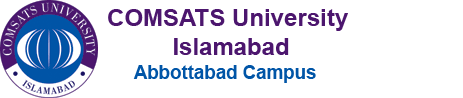 COMSATS UNIVERSITY
· ISLAMABAD ·
COMSATS University
Islamabad
Abbottabad Campus